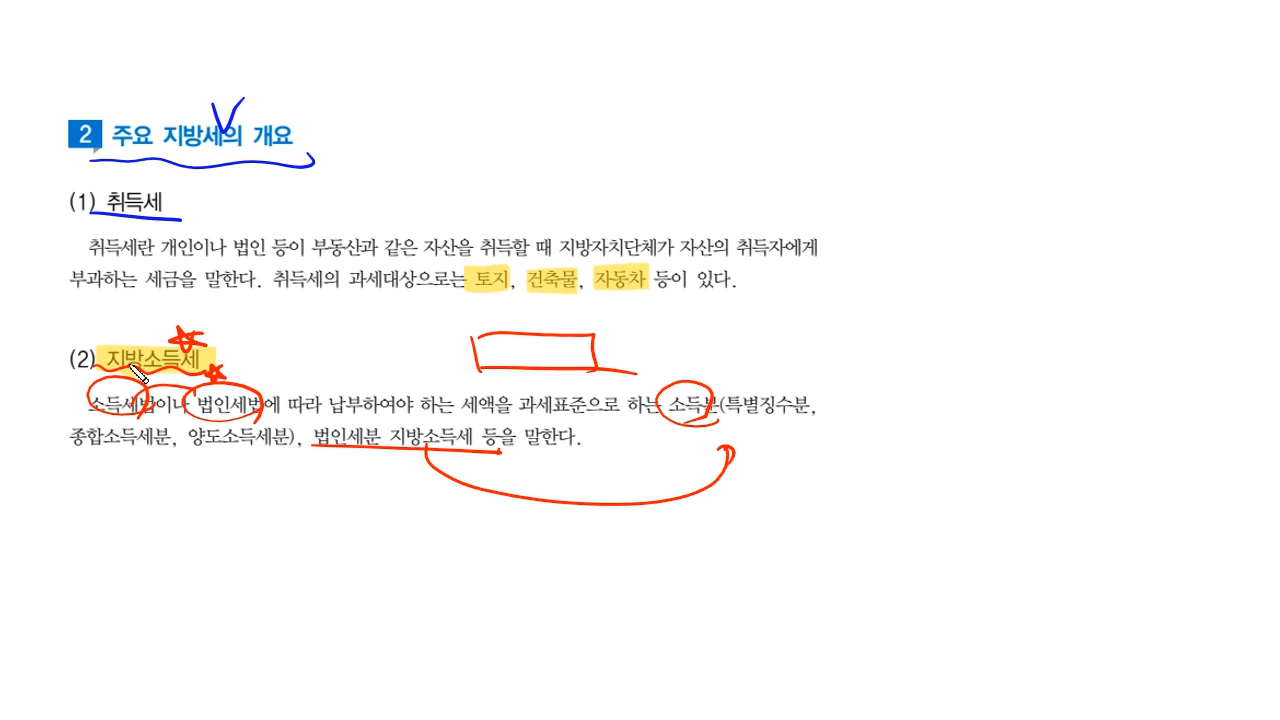 2 주요 지방세의 개요
(1) 취득세
취득세란 개인이나 법인 등이 부동산과 같은 자산을 취득할 때 지방자치단체가 자산의 취득자에게
부과하는 세금을 말한다. 취득세의 과세대상으로는 토지, 건축물, 자동차 등이 있다.
(2) 지방소득세
소득세법이나 법인세법에 따라 납부하여야 하는 세액을 과세표준으로 하는 소득분(특별징수분,
종합소득세분, 양도소득세분), 법인세분 지방소득세 등을 말한다.